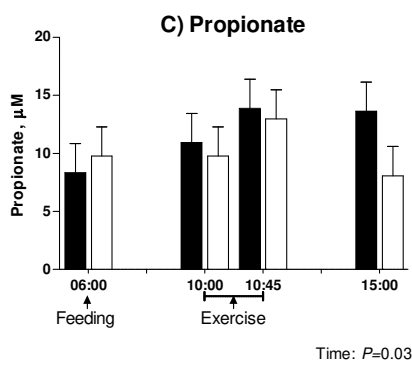 C) Propionate
Propionate, µM
20
15
10
5
0
06:00
10:00
10:45
15:00
Feeding
Exercise
Time: P=0.03